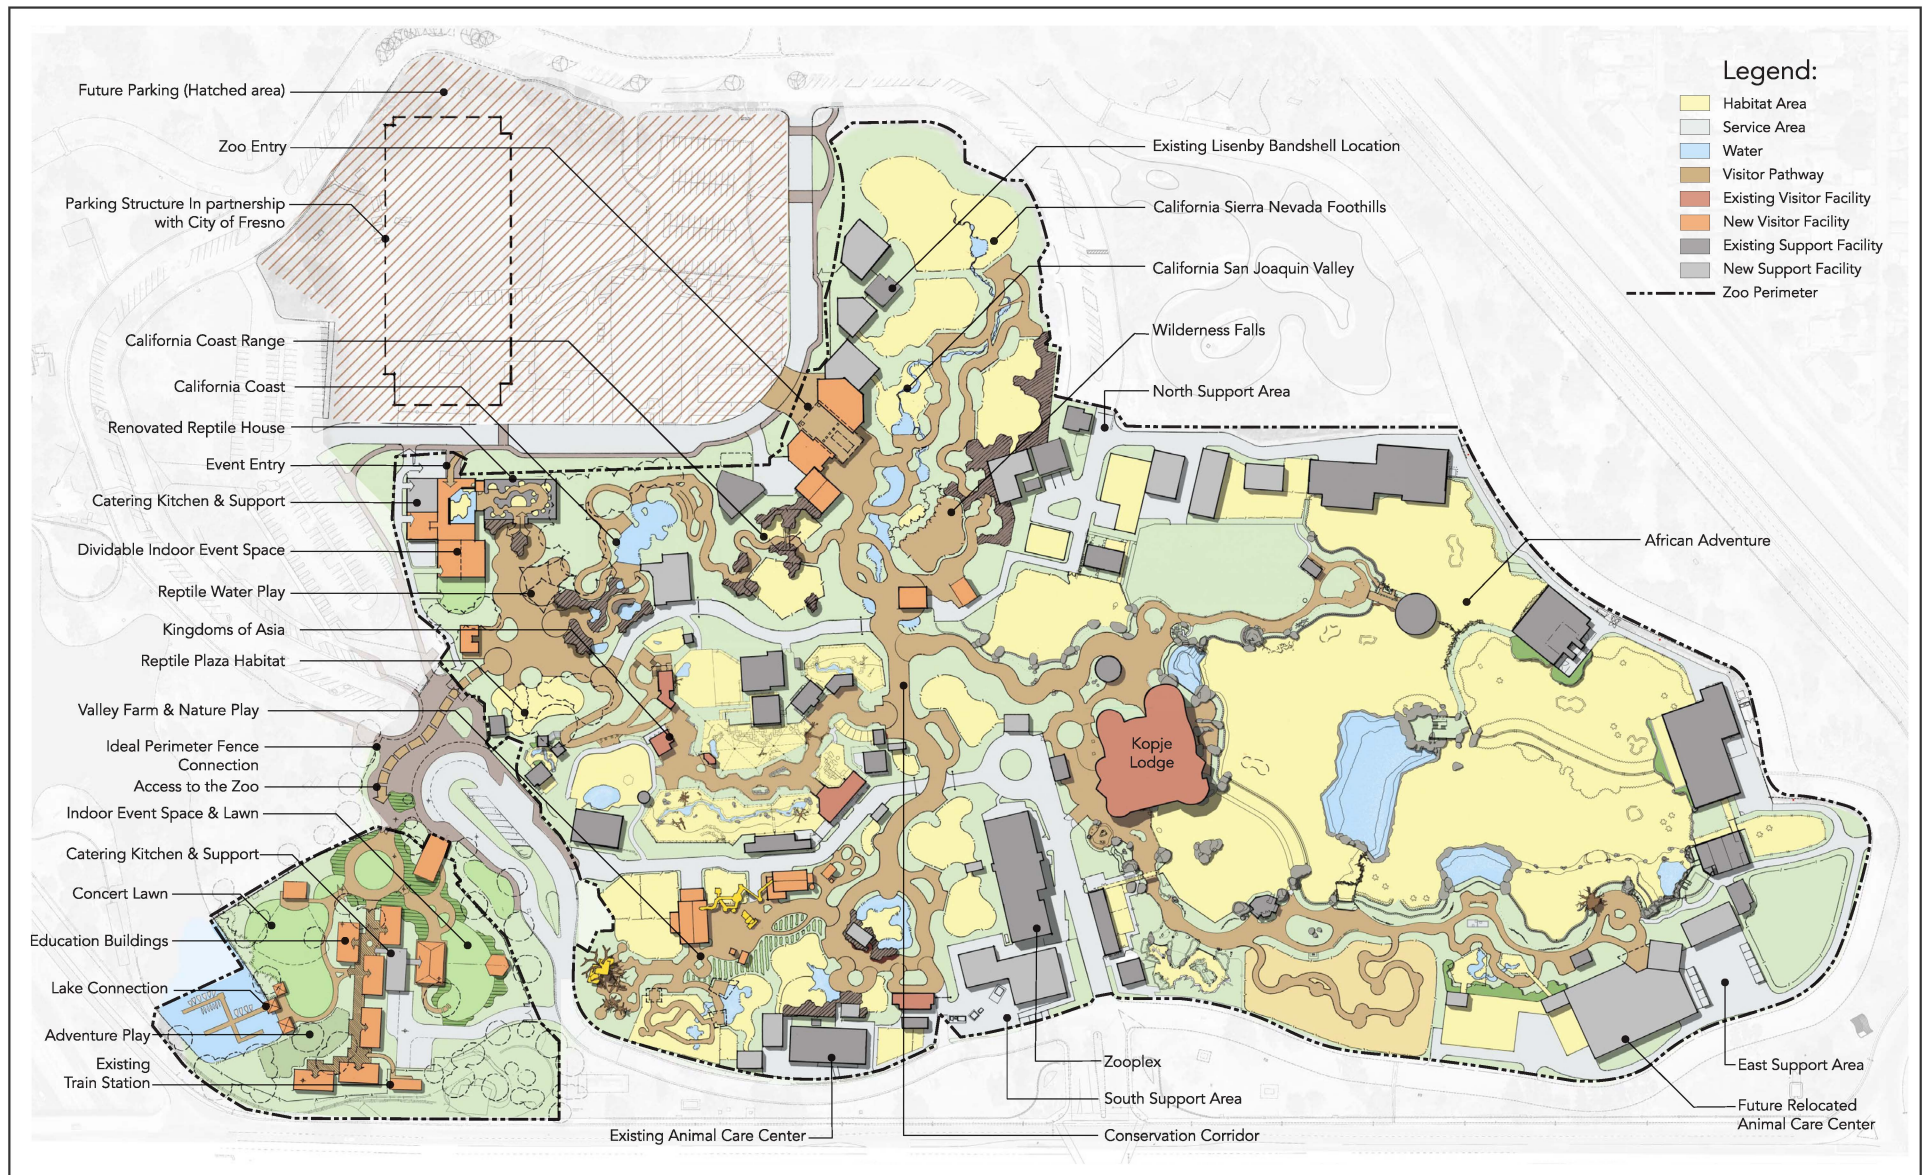 Legend:
Habitat Area
Service Area
Water
Visitor Pathway
Existing Visitor Facility
New Visitor Facility
Existing Support Facility
New Support Facility
Zoo Perimeter
Future Parking (Hatched area)
Zoo Entry
Parking Structure In partnership
with City of Fresno
California Coast Range
California Coast
Renovated Reptile House
Event Entry
Catering Kitchen & Support
Dividable Indoor Event Space
Reptile Water Play
Kingdoms of Asia
Reptile Plaza Habitat
Valley Farm & Nature Play
Ideal Perimeter Fence
Connection
Access to the Zoo
Indoor Event Space & Lawn
Catering Kitchen & Support
Concert Lawn
Education Buildings
Lake Connection
Adventure Play
Existing
Train Station
Existing Lisenby Bandshell Location
California Sierra Nevada Foothills
California San Joaquin Valley
Wilderness Falls
North Support Area
African Adventure
Kopje
Lodge
Zooplex
South Support Area
Existing Animal Care Center
Conservation Corridor
East Support Area
Future Relocated
Animal Care Center